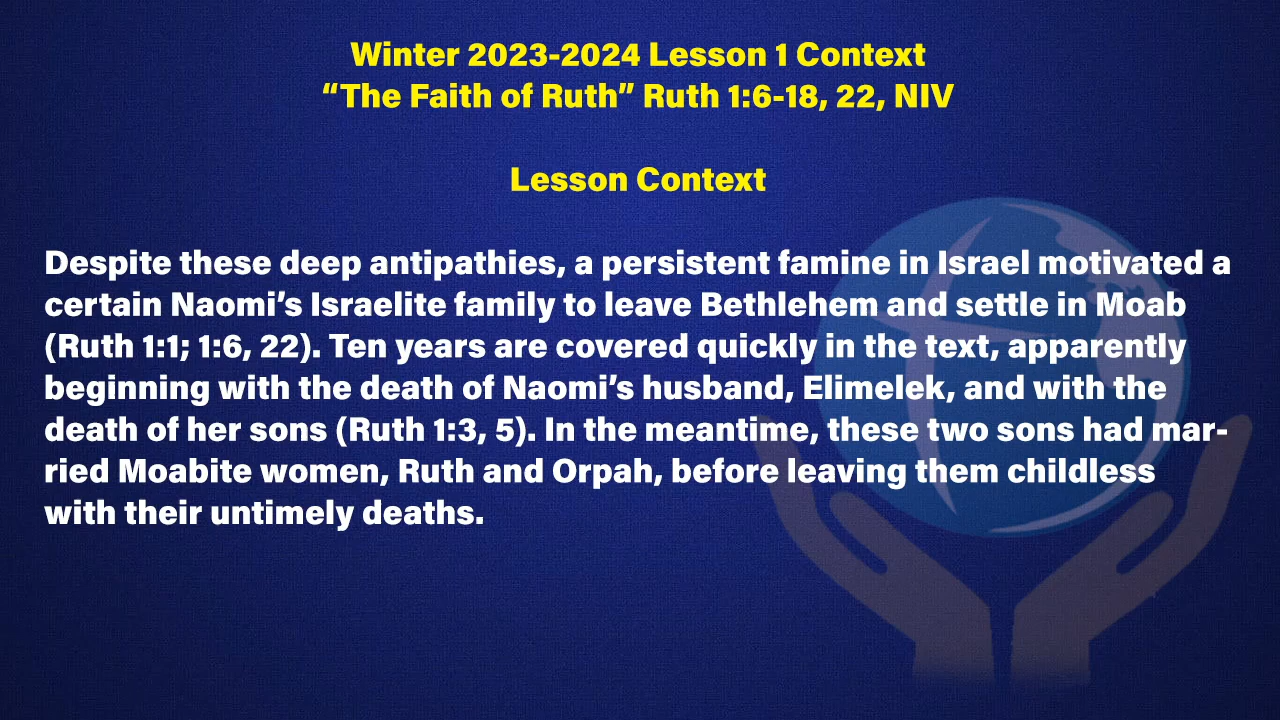 Winter 2023-2024 Lesson 1 Context
“The Faith of Ruth” Ruth 1:6-18, 22, NIV
Lesson Context
Despite these deep antipathies, a persistent famine in Israel motivated a
certain Naomi’s Israelite family to leave Bethlehem and settle in Moab
(Ruth 1:1; 1:6, 22). Ten years are covered quickly in the text, apparently
beginning with the death of Naomi’s husband, Elimelek, and with the
death of her sons (Ruth 1:3, 5). In the meantime, these two sons had mar-
ried Moabite women, Ruth and Orpah, before leaving them childless
with their untimely deaths.